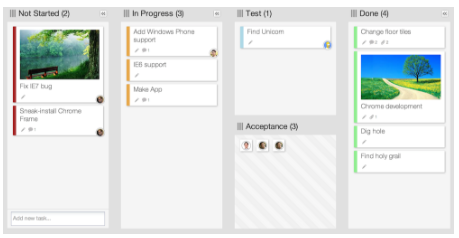 Not Started (2)
Fix IE7 bug
Sneak-install Chrome
Frame
Add new task...
In Progress (3)
Add Windows Phone
support
1
IE6 support
Make App
1
Test (1)
Find Unicorn
Acceptance (3)
Done (4)
Change floor tiles
Chrome development
Dig hole
Find holy grail